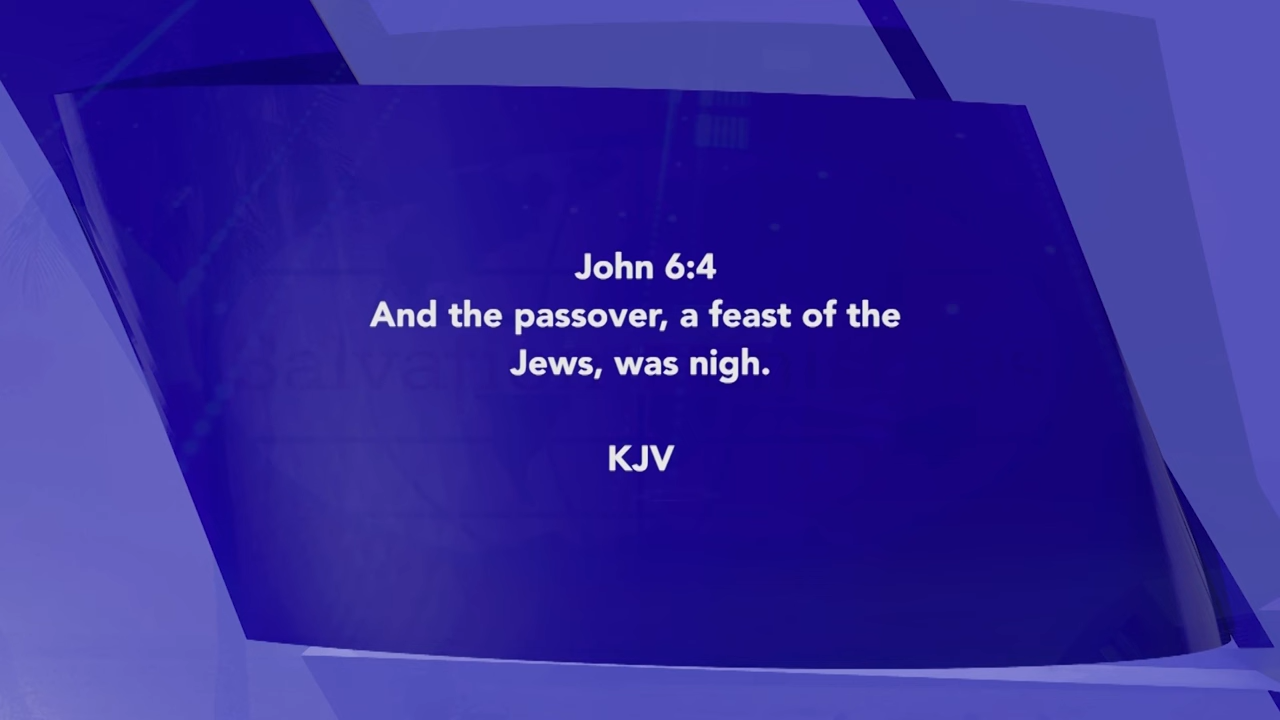 John 6:4
And the passover, a feast of the
Jews, was nigh.
KJV